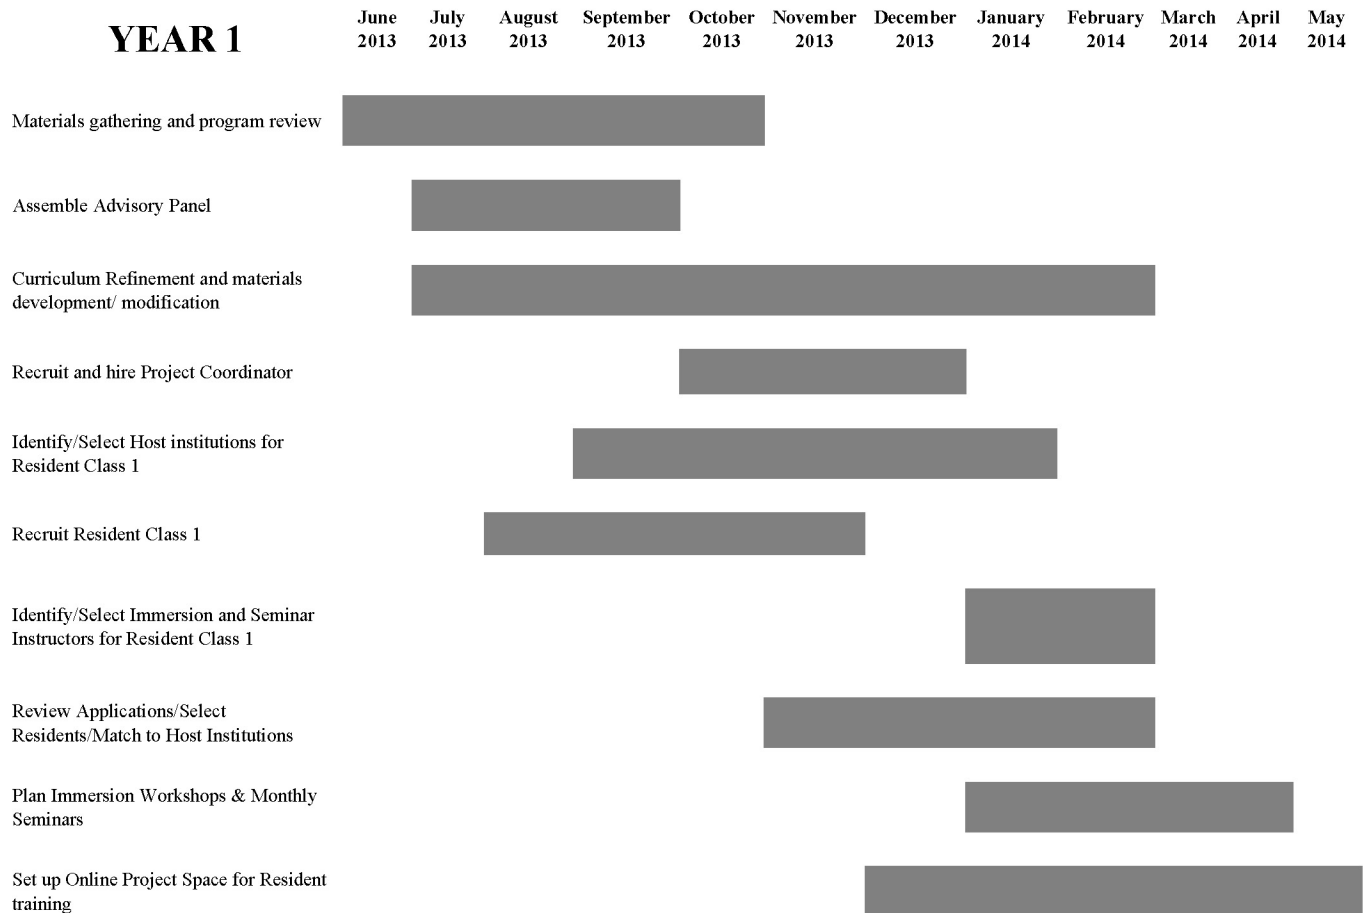 YEAR 1
June July August September October November December January February March April May
2013 2013 2013 2013 2013 2013 2013 2014 2014 2014 2014 2014
Materials gathering and program review
Assemble Advisory Panel
Curriculum Refinement and materials
development/ modification
Recruit and hire Project Coordinator
Identify/Select Host institutions for
Resident Class 1
Recruit Resident Class 1
Identify/Select Immersion and Seminar
Instructors for Resident Class 1
Review Applications/Select
Residents/Match to Host Institutions
Plan Immersion Workshops & Monthly
Seminars
Set up Online Project Space for Resident
training